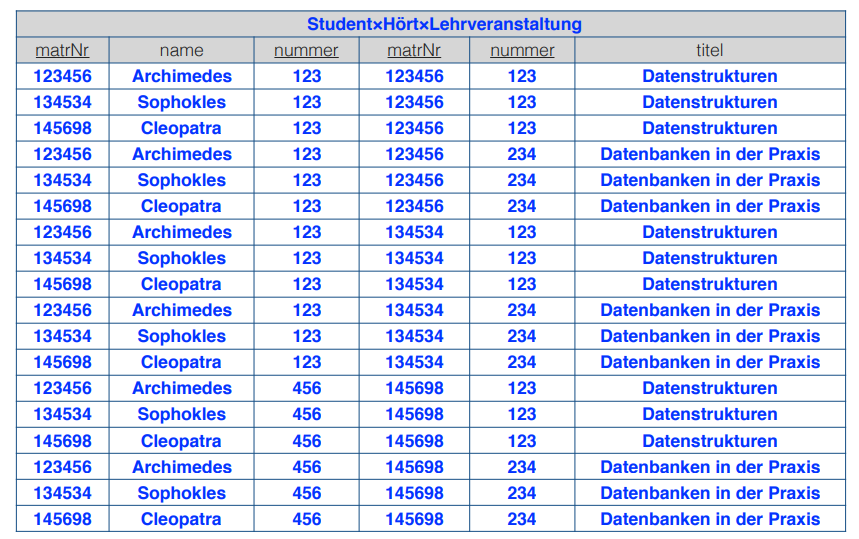 Student×Hört×Lehrveranstaltung
matrNr name nummer matrNr nummer titel
123456 Archimedes 123 123456 123 Datenstrukturen
134534 Sophokles 123 123456 123 Datenstrukturen
145698 Cleopatra 123 123456 123 Datenstrukturen
123456 Archimedes 123 123456 234 Datenbanken in der Praxis
134534 Sophokles 123 123456 234 Datenbanken in der Praxis
145698 Cleopatra 123 123456 234 Datenbanken in der Praxis
123456 Archimedes 123 134534 123 Datenstrukturen
134534 Sophokles 123 134534 123 Datenstrukturen
145698 Cleopatra 123 134534 123 Datenstrukturen
123456 Archimedes 123 134534 234 Datenbanken in der Praxis
134534 Sophokles 123 134534 234 Datenbanken in der Praxis
145698 Cleopatra 123 134534 234 Datenbanken in der Praxis
123456 Archimedes 456 145698 123 Datenstrukturen
134534 Sophokles 456 145698 123 Datenstrukturen
145698 Cleopatra 456 145698 123 Datenstrukturen
123456 Archimedes 456 145698 234 Datenbanken in der Praxis
134534 Sophokles 456 145698 234 Datenbanken in der Praxis
145698 Cleopatra 456 145698 234 Datenbanken in der Praxis